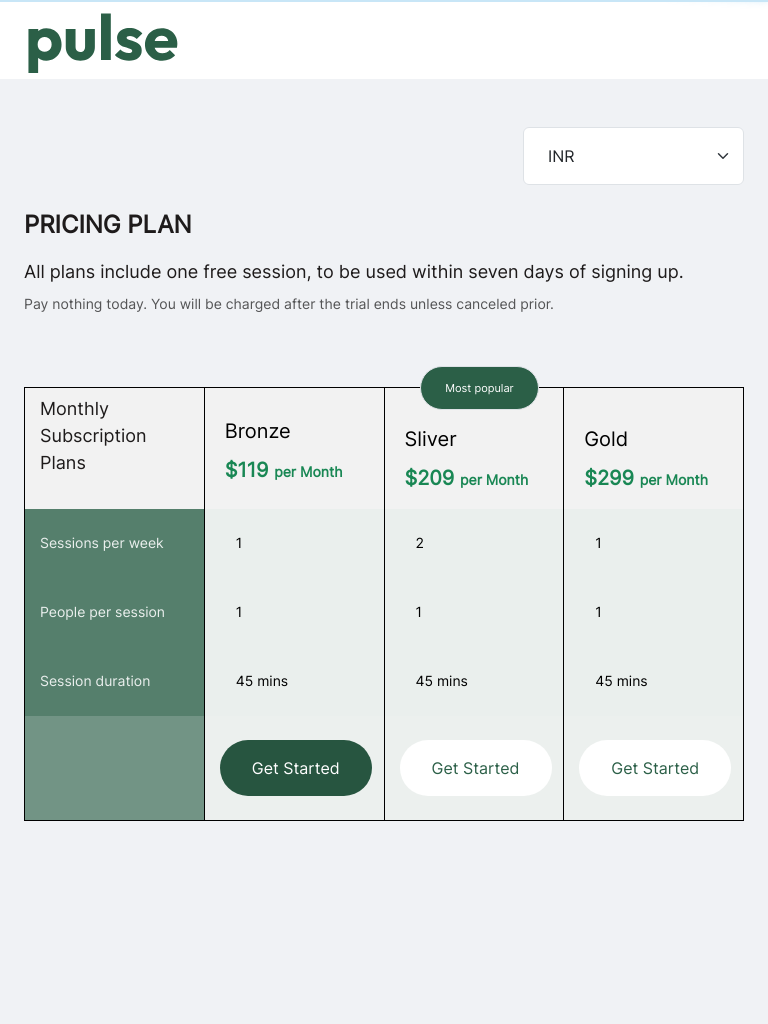 pulse
INR
PRICING PLAN
All plans include one free session, to be used within seven days of signing up.
Pay nothing today. You will be charged after the trial ends unless canceled prior.
Most popular
Monthly
Subscription
Plans
Bronze
$119 per Month
Sliver
$209 per Month
Gold
$299 per Month
Sessions per week 1 2 1
People per session 1 1 1
Session duration 45 mins 45 mins 45 mins
Get Started Get Started Get Started